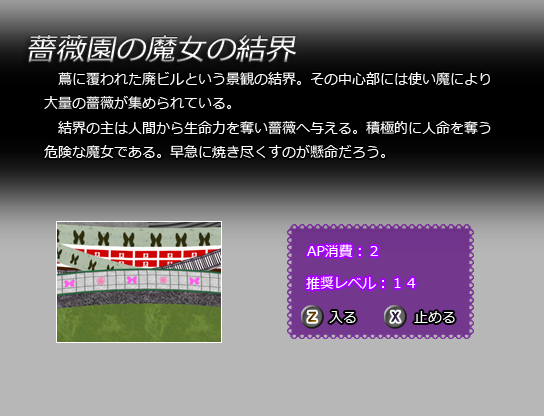 薔薇園の魔女の結界
蔦に覆われた廃ビルという景観の結界。その中心部には使い魔により
大量の薔薇が集められている。
結界の主は人間から生命力を奪い薔薇へ与える。積極的に人命を奪う
危険な魔女である。早急に焼き尽くすのが懸命だろう。
AP消費：２
推奨レベル：１４
Z 入る X 止める